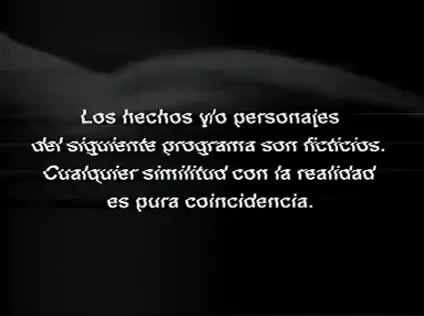 Los hechos y/o personajes
del siguiente programa son ficticios.
Cualquier similitud con la realidad
es pura coincidencia.